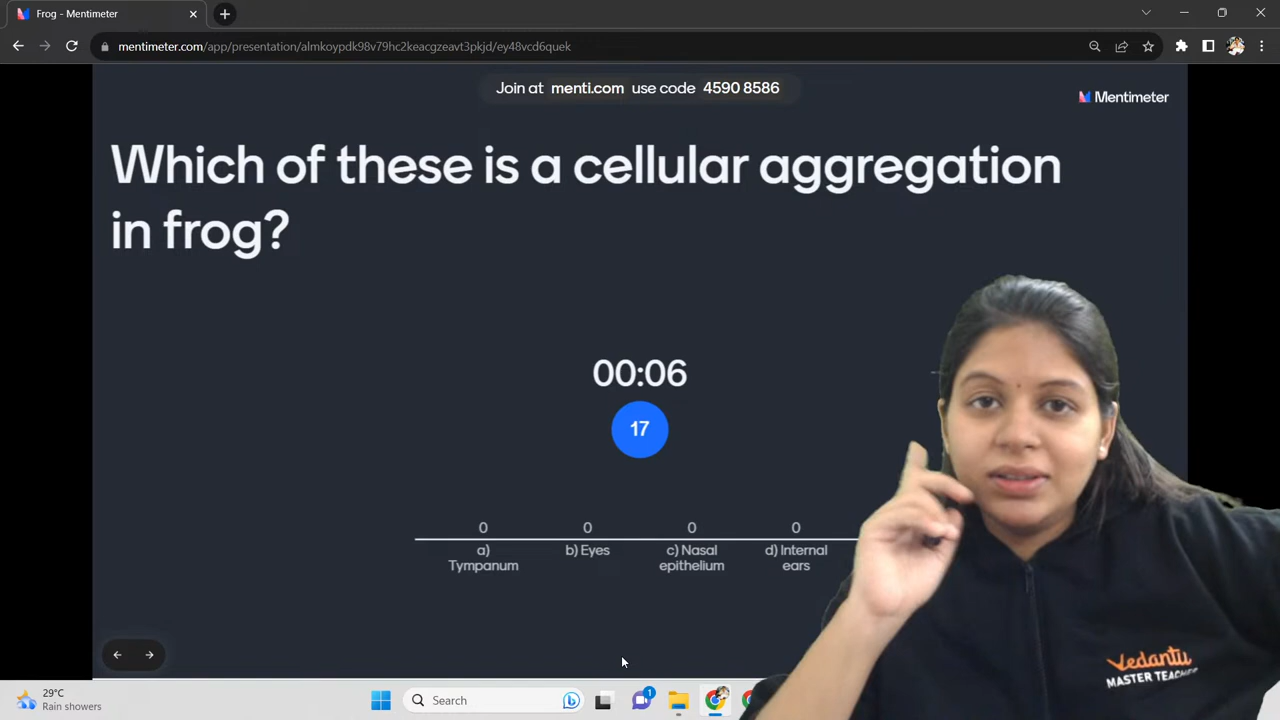 Frog - Mentimeter
mentimeter.com/app/presentation/almkoypdk98v79hc2keacgzeavt3pkjd/ey48vcd6quek
Join at menti.com use code 4590 8586
Mentimeter
Which of these is a cellular aggregation
in frog?
00:06
17
0 0 0 0
a) Tympanum
b) Eyes
c) Nasal epithelium
d) Internal ears
Vedantu
MASTER TEACHER
29°C
Rain showers
Search
1